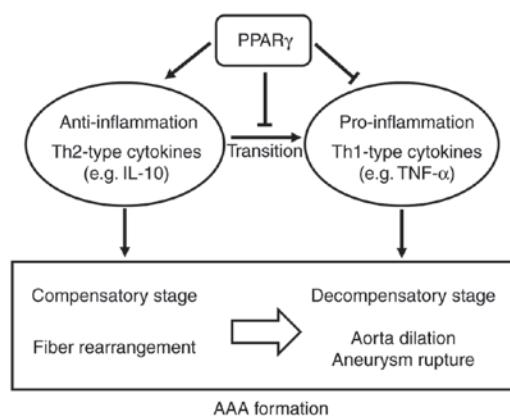 PPARγ
Anti-inflammation
Th2-type cytokines
(e.g. IL-10)
Transition
Pro-inflammation
Th1-type cytokines
(e.g. TNF-α)
Compensatory stage
Fiber rearrangement
Decompensatory stage
Aorta dilation
Aneurysm rupture
AAA formation